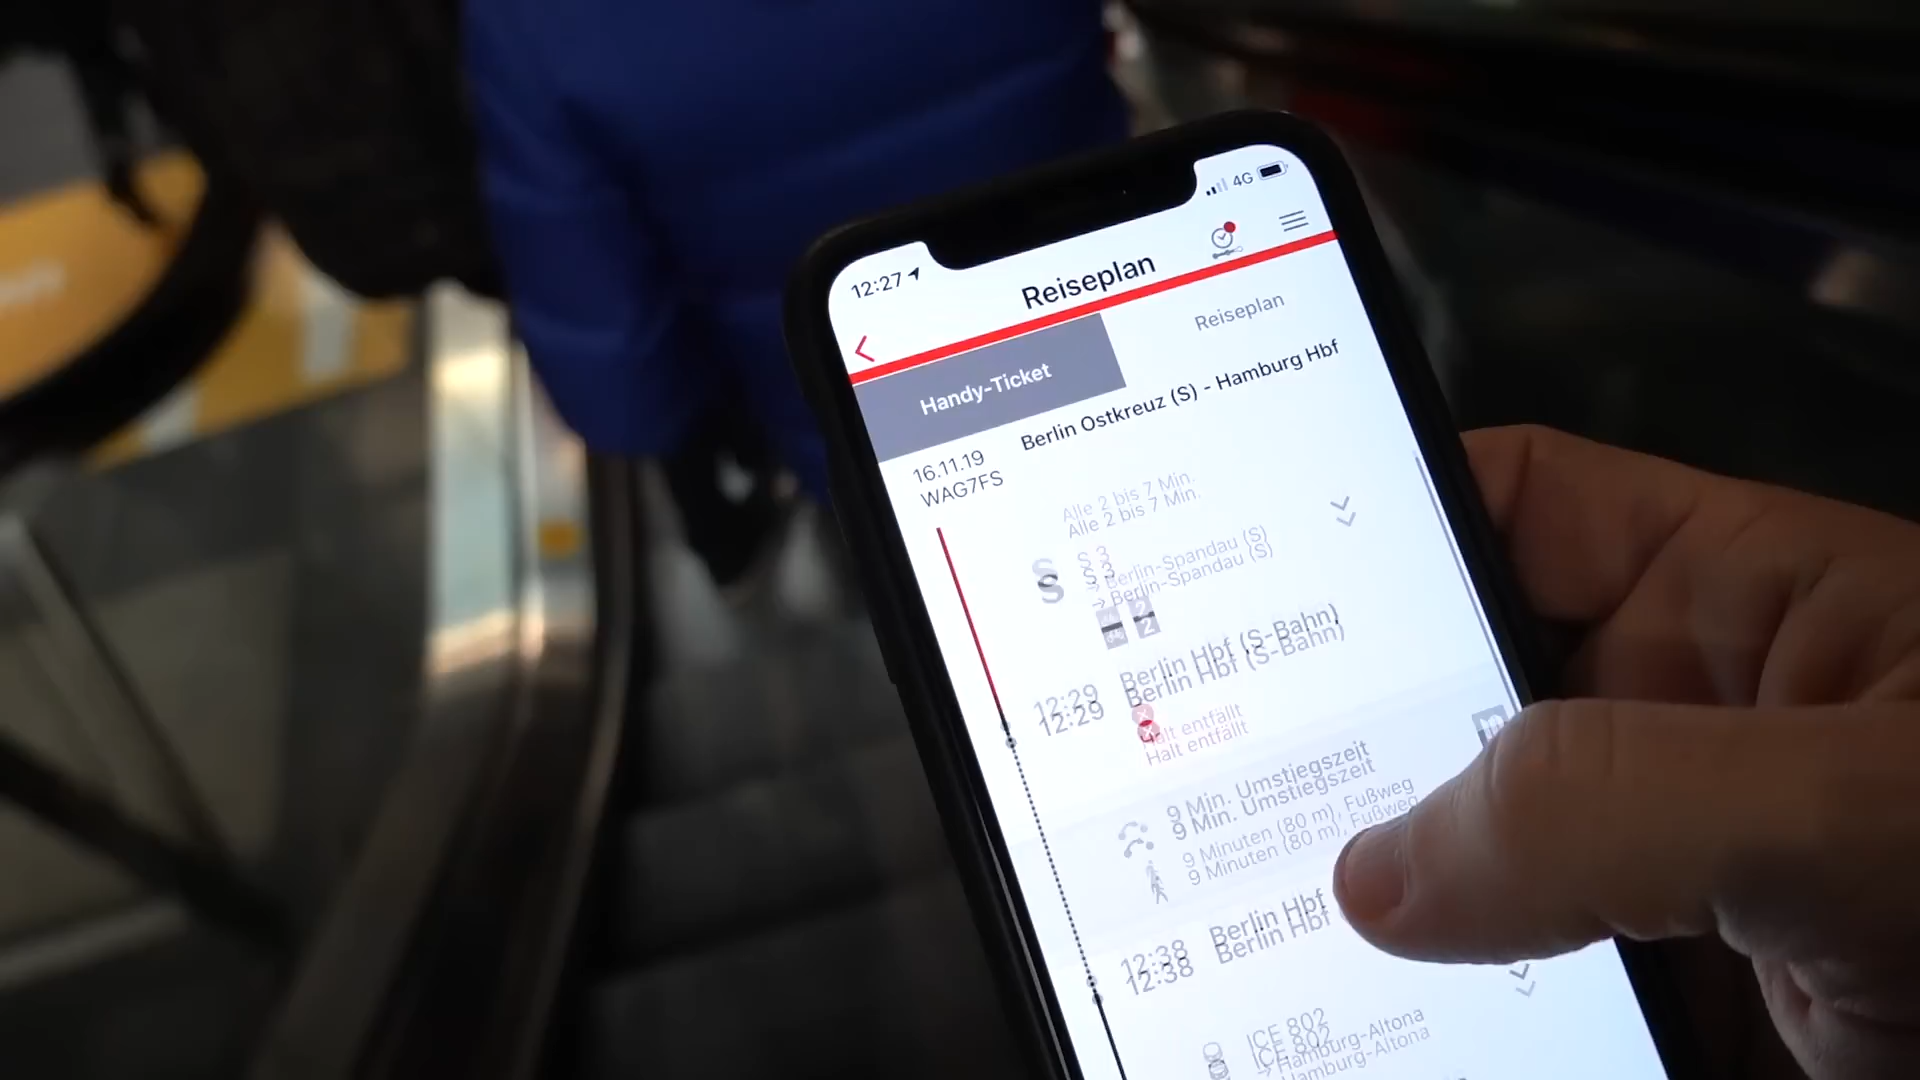 12:27
4G
Reiseplan
Handy-Ticket
Reiseplan
Berlin Ostkreuz (S) - Hamburg Hbf
16.11.19
WAG7FS
Alle 2 bis 7 Min.
S
S 3
→ Berlin-Spandau (S)
2
12:29 Berlin Hbf (S-Bahn)
Halt entfällt
9 Min. Umstiegszeit
9 Minuten (80 m), Fußweg
12:38 Berlin Hbf
ICE 802
→ Hamburg-Altona